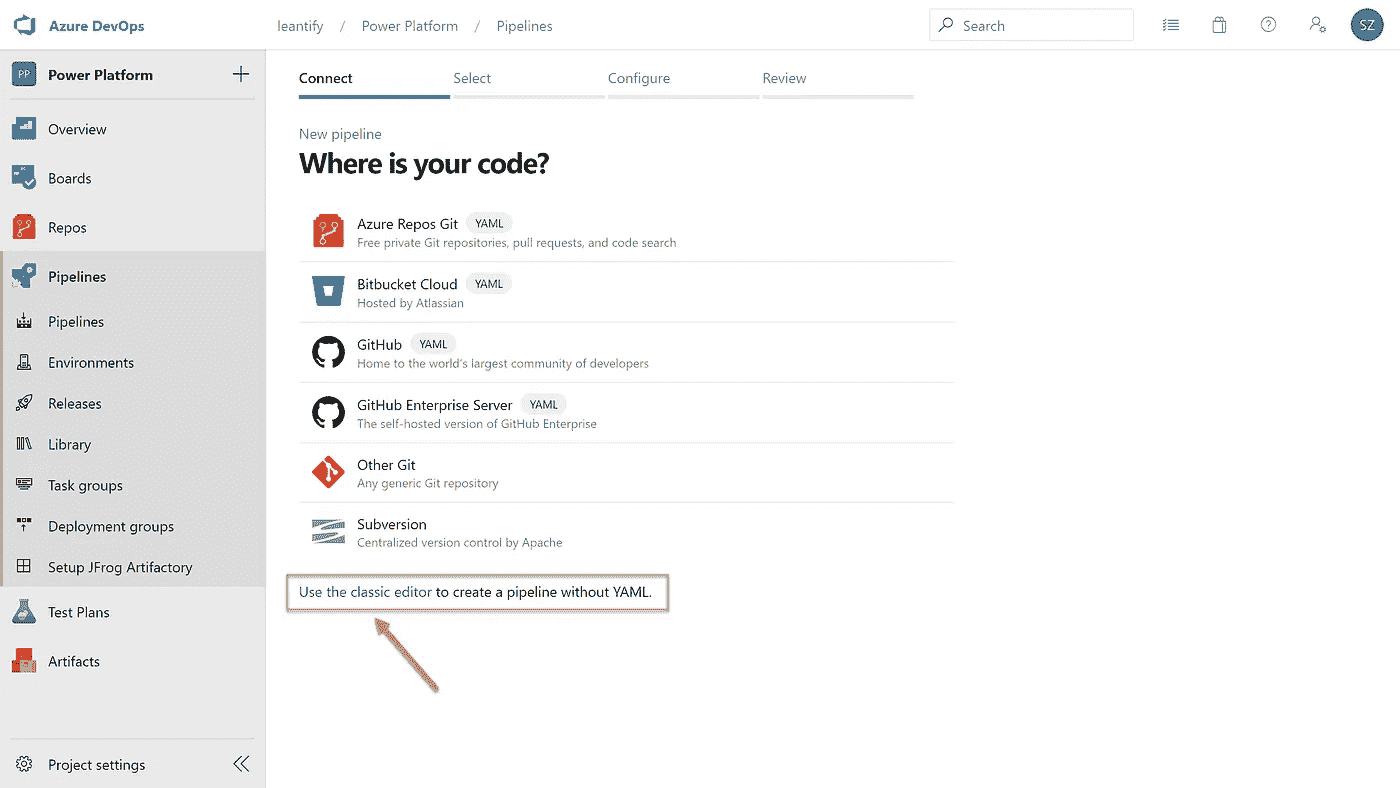 Azure DevOps
leantify / Power Platform / Pipelines
Search
SZ
PP
Power Platform
Overview
Boards
Repos
Pipelines
Pipelines
Environments
Releases
Library
Task groups
Deployment groups
Setup JFrog Artifactory
Test Plans
Artifacts
Project settings
Connect
Select
Configure
Review
New pipeline
Where is your code?
Azure Repos Git YAML
Free private Git repositories, pull requests, and code search
Bitbucket Cloud YAML
Hosted by Atlassian
GitHub YAML
Home to the world's largest community of developers
GitHub Enterprise Server YAML
The self-hosted version of GitHub Enterprise
Other Git
Any generic Git repository
Subversion
Centralized version control by Apache
Use the classic editor to create a pipeline without YAML.